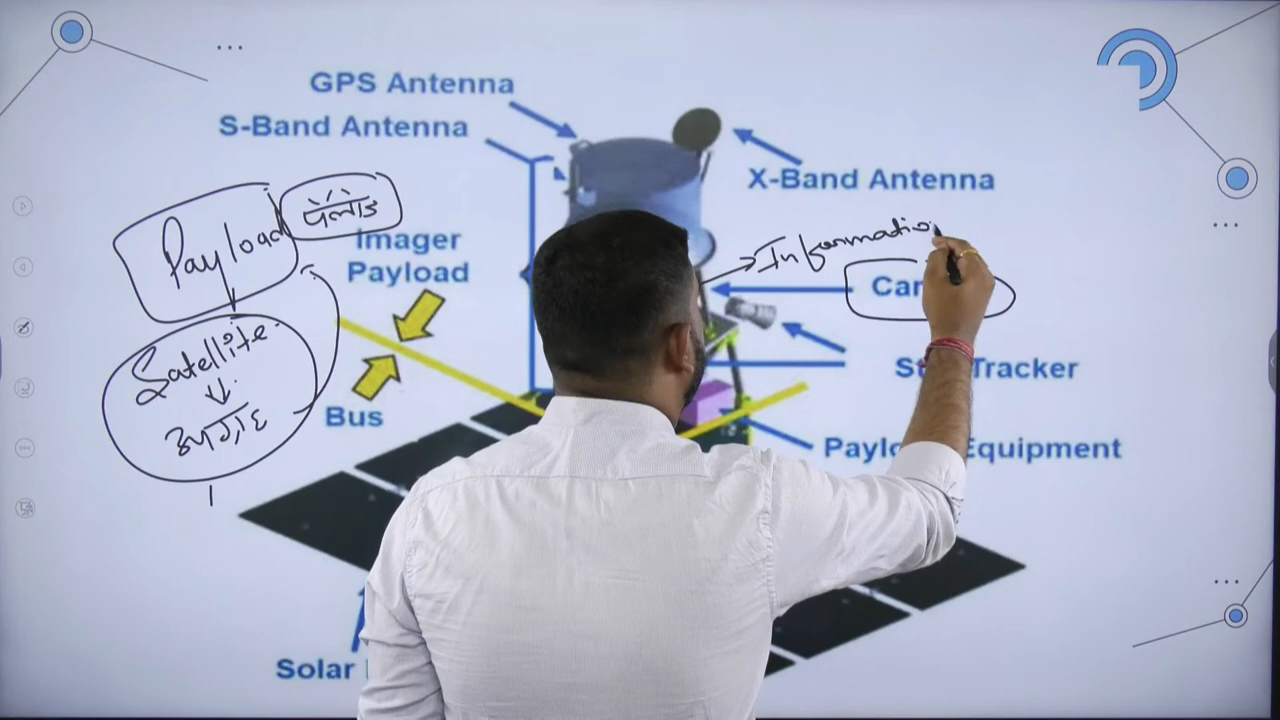 GPS Antenna
S-Band Antenna
X-Band Antenna
Payload
पेलोड
Imager
Payload
Information
Satellite
उपग्रह
Bus
Tracker
Equipment
Solar